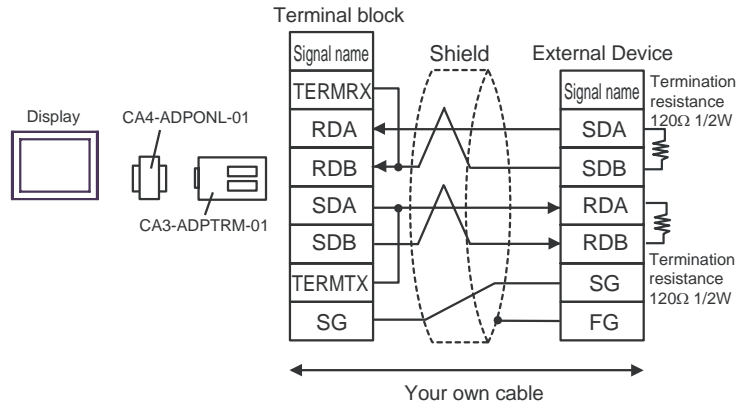 Terminal block
Signal name
TERMRX
RDA
RDB
SDA
SDB
TERMTX
SG
Shield
External Device
Signal name
SDA
SDB
RDA
RDB
SG
FG
Termination
resistance
120Ω 1/2W
Termination
resistance
120Ω 1/2W
Display
CA4-ADPONL-01
CA3-ADPTRM-01
Your own cable